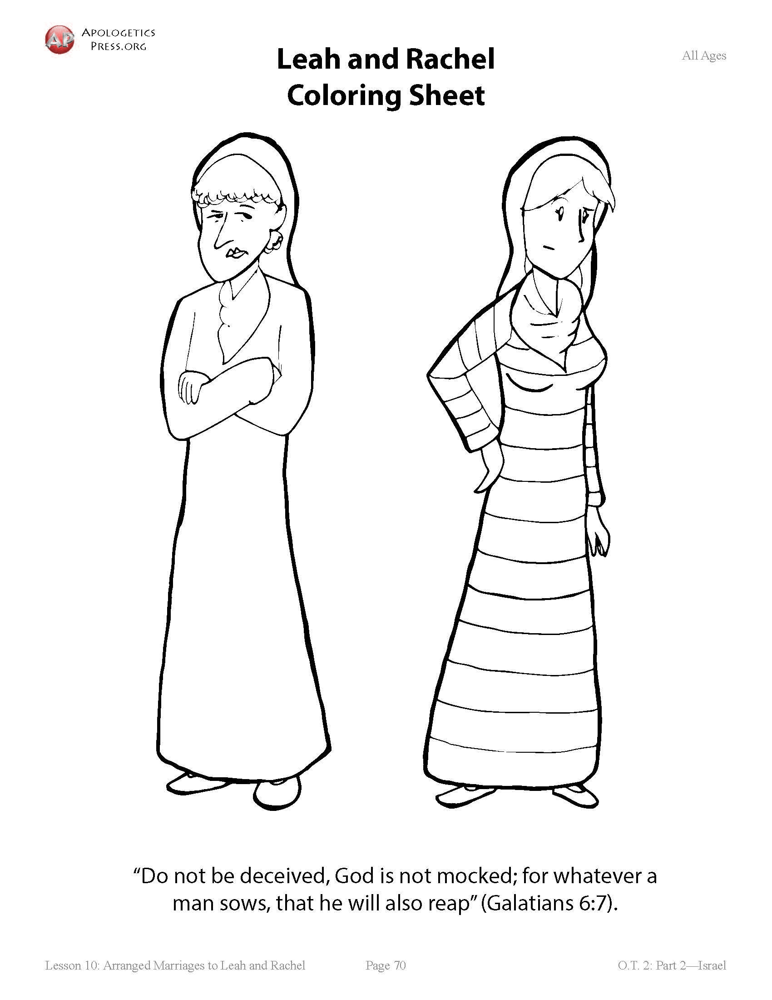 AP
APOLOGETICS
PRESS.ORG
Leah and Rachel
Coloring Sheet
All Ages
“Do not be deceived, God is not mocked; for whatever a
man sows, that he will also reap” (Galatians 6:7).
Lesson 10: Arranged Marriages to Leah and Rachel
Page 70
O.T. 2: Part 2—Israel